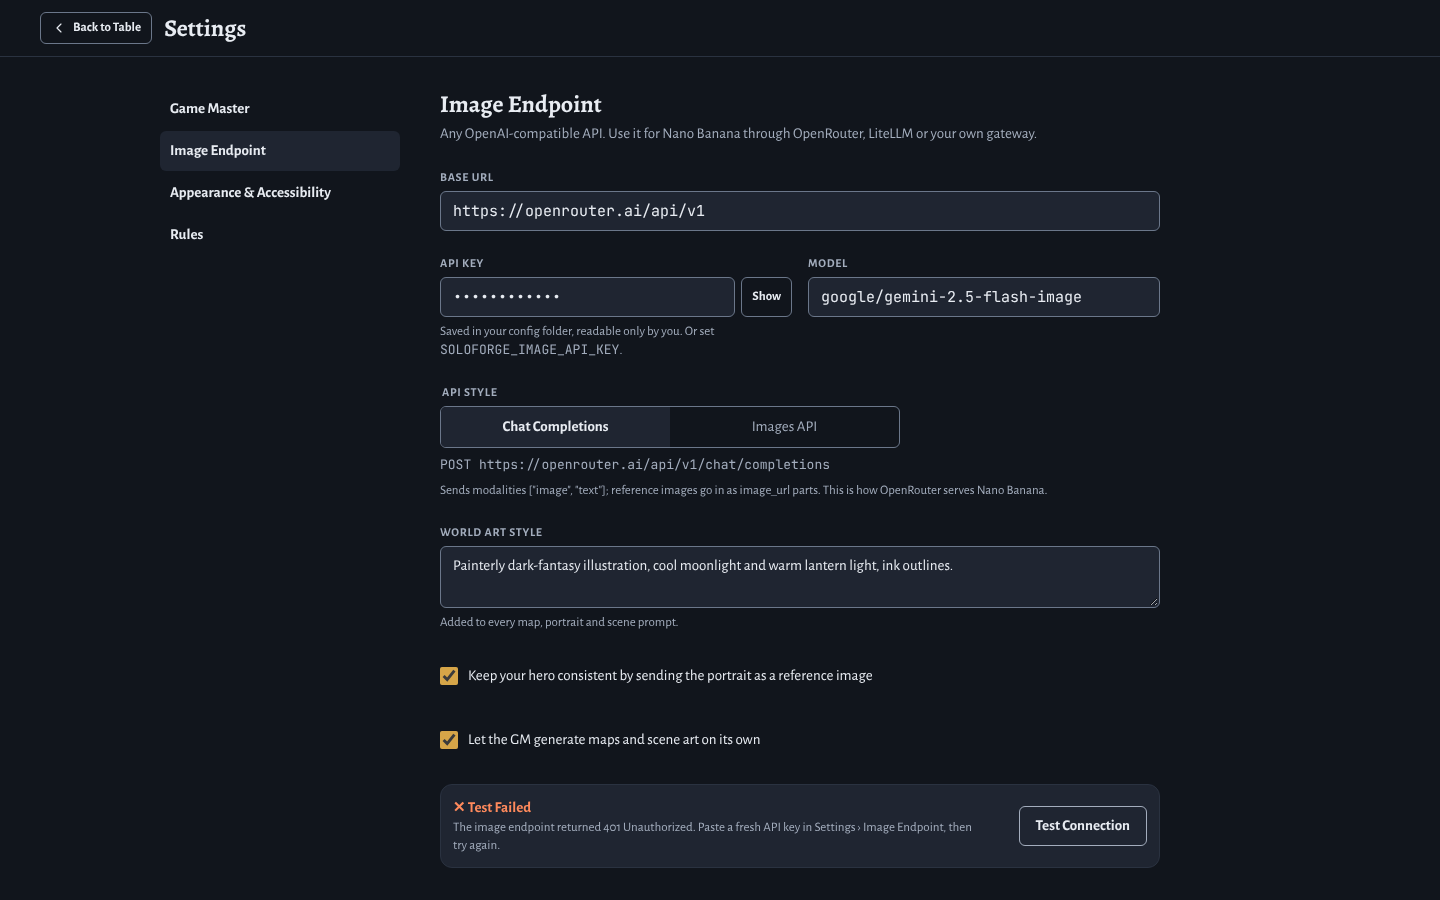 Back to Table
Settings
Game Master
Image Endpoint
Appearance & Accessibility
Rules
Image Endpoint
Any OpenAI-compatible API. Use it for Nano Banana through OpenRouter, LiteLLM or your own gateway.
BASE URL
https://openrouter.ai/api/v1
API KEY
••••••••••••
Show
Saved in your config folder, readable only by you. Or set
SOLOFORGE_IMAGE_API_KEY.
MODEL
google/gemini-2.5-flash-image
API STYLE
Chat Completions
Images API
POST https://openrouter.ai/api/v1/chat/completions
Sends modalities ["image", "text"]; reference images go in as image_url parts. This is how OpenRouter serves Nano Banana.
WORLD ART STYLE
Painterly dark-fantasy illustration, cool moonlight and warm lantern light, ink outlines.
Added to every map, portrait and scene prompt.
Keep your hero consistent by sending the portrait as a reference image
Let the GM generate maps and scene art on its own
✕ Test Failed
The image endpoint returned 401 Unauthorized. Paste a fresh API key in Settings › Image Endpoint, then
try again.
Test Connection